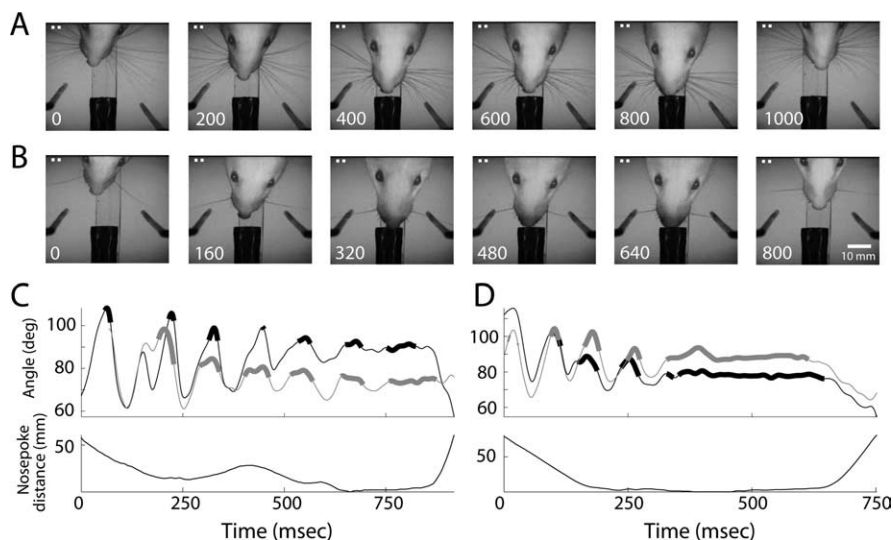 A
0 200 400 600 800 1000
B
0 160 320 480 640 800
10 mm
C D
Angle (deg)
100 100
80 80
60 60
Nosepoke distance (mm)
50 50
0 250 500 750 0 250 500 750
Time (msec) Time (msec)